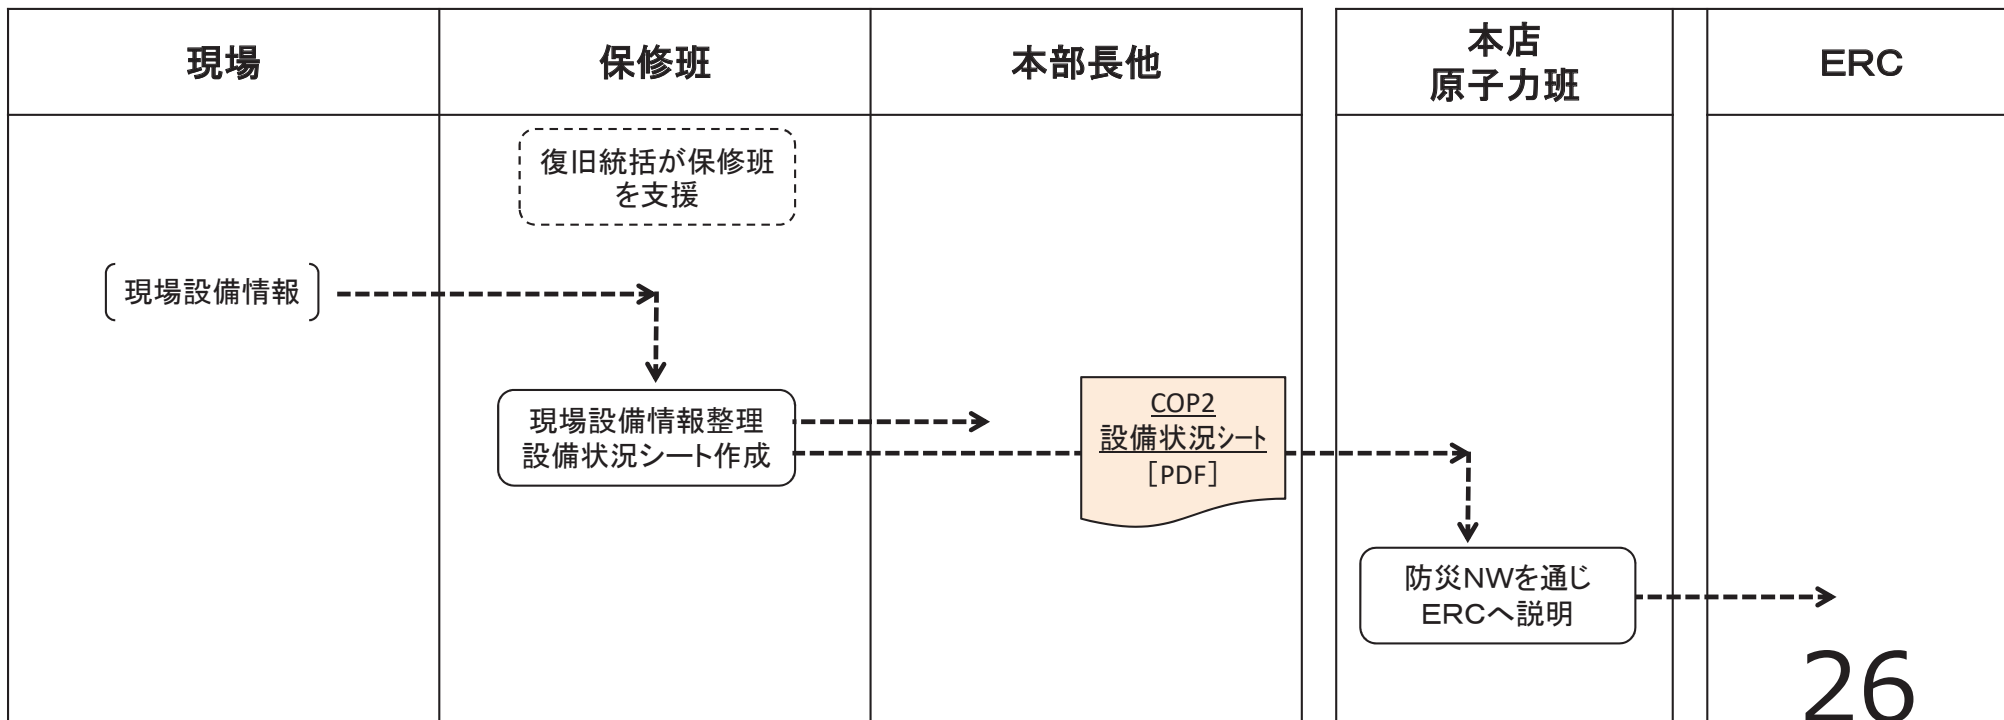 現場
保修班
本部長他
本店
原子力班
ERC
復旧統括が保修班
を支援
現場設備情報
現場設備情報整理
設備状況シート作成
COP2
設備状況ｼｰﾄ
［PDF］
防災NWを通じ
ERCへ説明
26